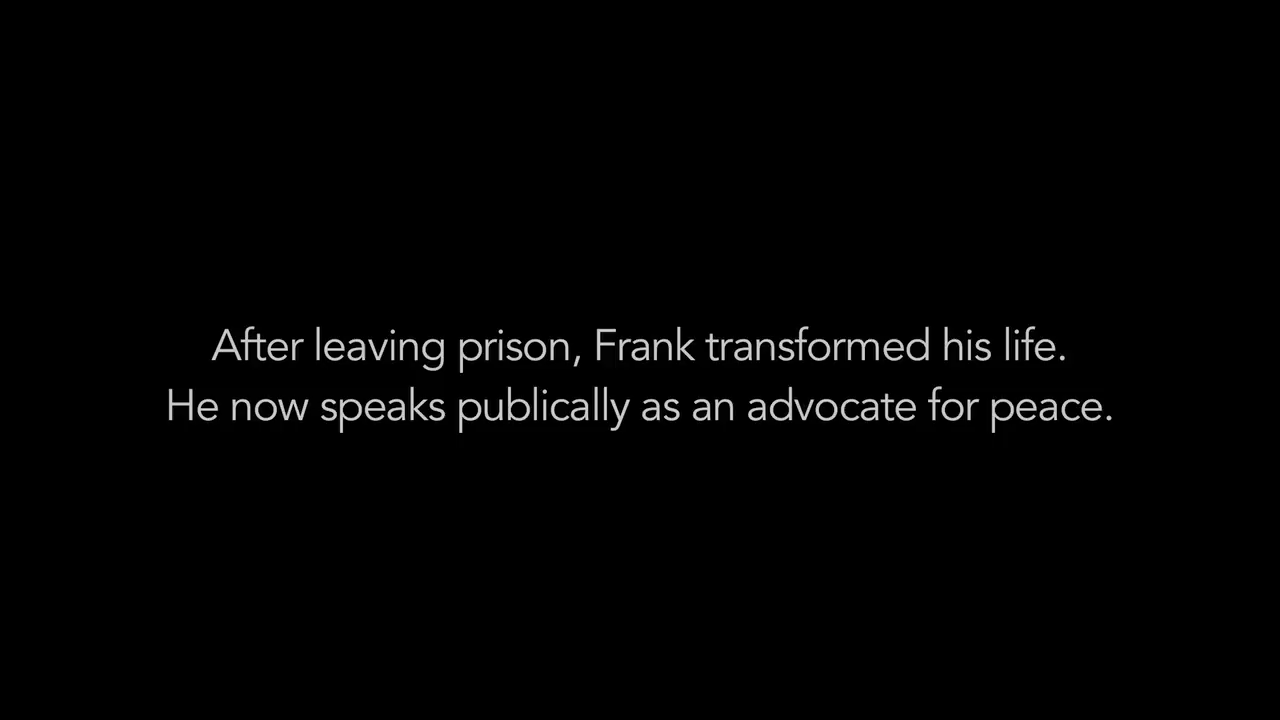 After leaving prison, Frank transformed his life.
He now speaks publically as an advocate for peace.